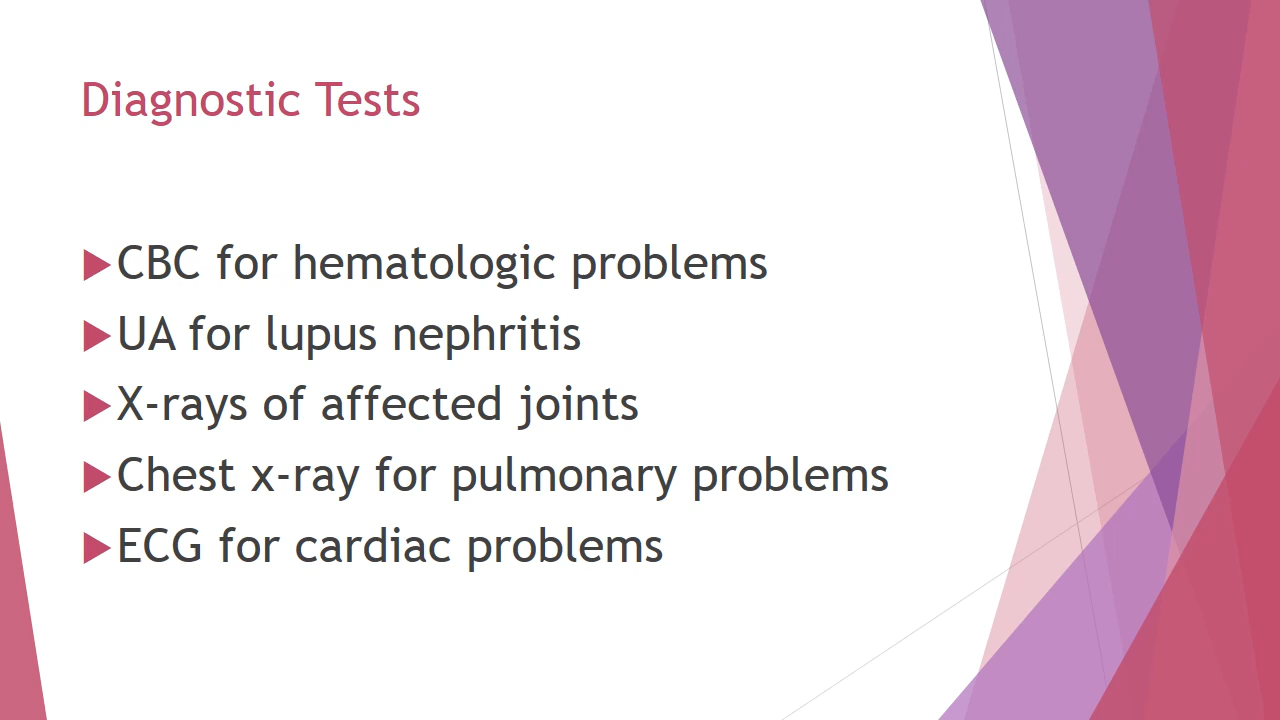 Diagnostic Tests
CBC for hematologic problems
UA for lupus nephritis
X-rays of affected joints
Chest x-ray for pulmonary problems
ECG for cardiac problems